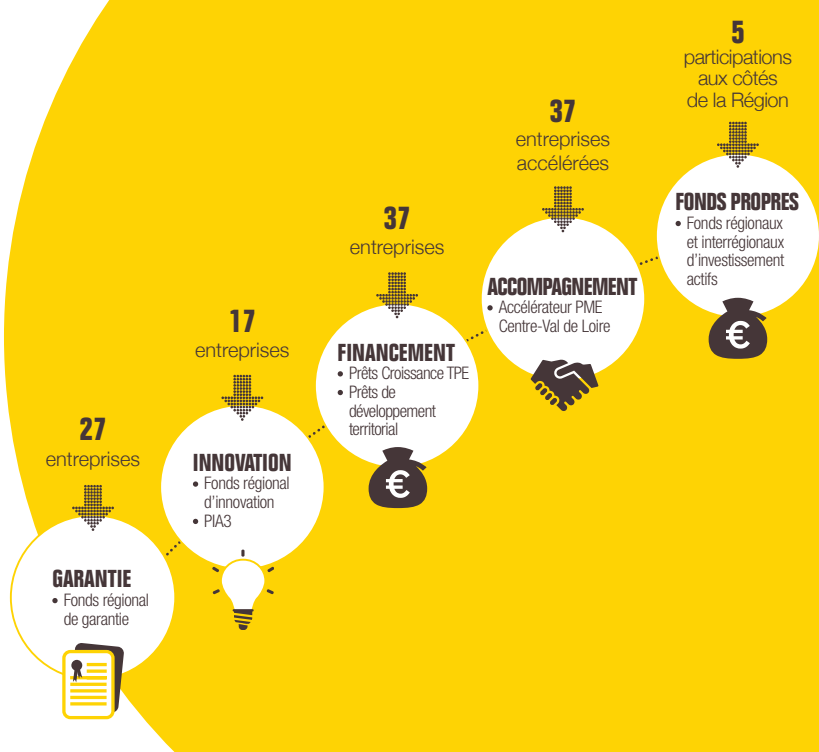 27
entreprises
GARANTIE
• Fonds régional
de garantie
17
entreprises
INNOVATION
• Fonds régional
d'innovation
• PIA3
37
entreprises
FINANCEMENT
• Prêts Croissance TPE
• Prêts de
développement
territorial
€
37
entreprises
accélérées
ACCOMPAGNEMENT
• Accélérateur PME
Centre-Val de Loire
5
participations
aux côtés
de la Région
FONDS PROPRES
• Fonds régionaux
et interrégionaux
d'investissement
actifs
€